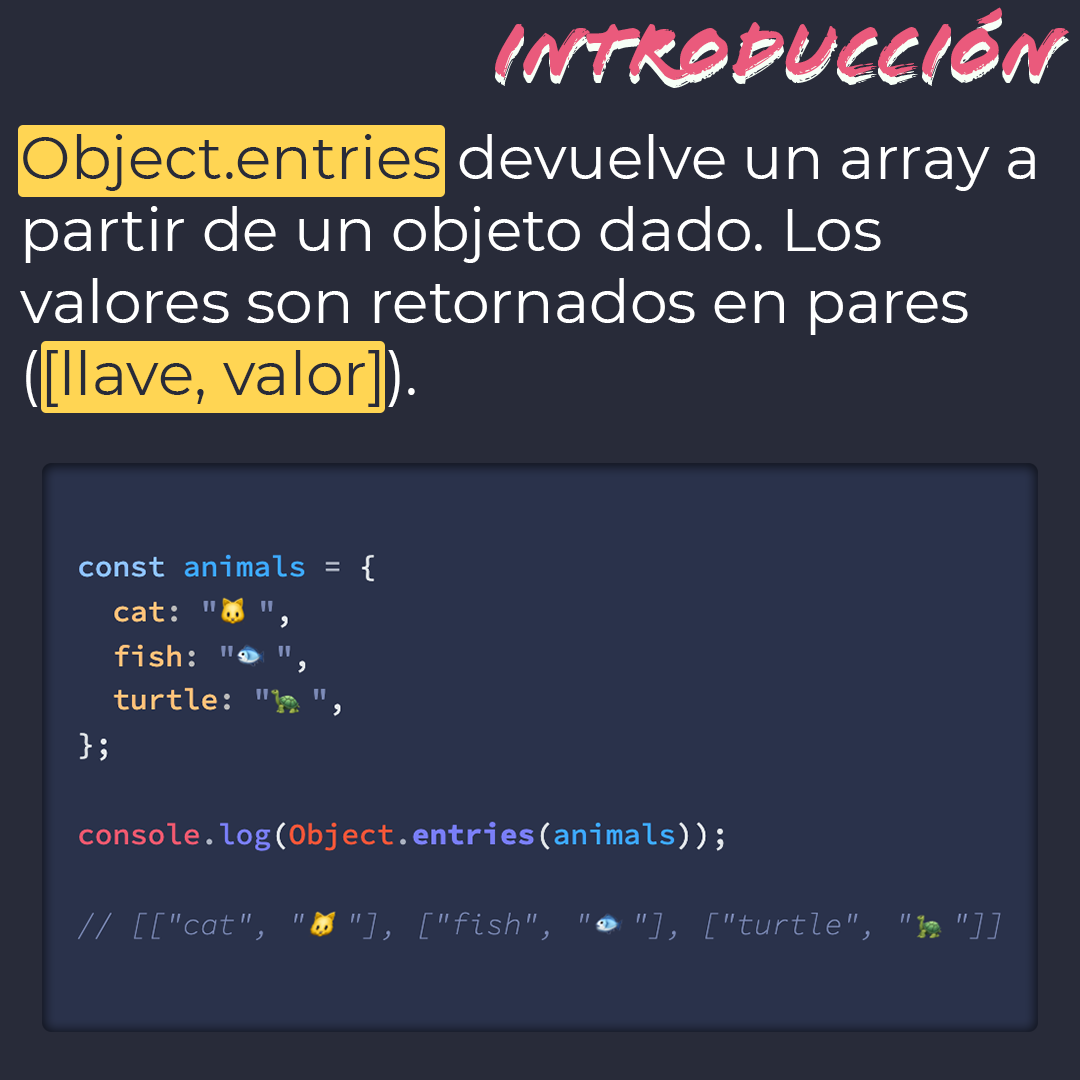 INTRODUCCIÓN
Object.entries devuelve un array a
partir de un objeto dado. Los
valores son retornados en pares
([llave, valor]).
const animals = {
  cat: "🐱 ",
  fish: "🐟 ",
  turtle: "🐢 ",
};
console.log(Object.entries(animals));
// [["cat", "🐱 "], ["fish", "🐟 "], ["turtle", "🐢 "]]